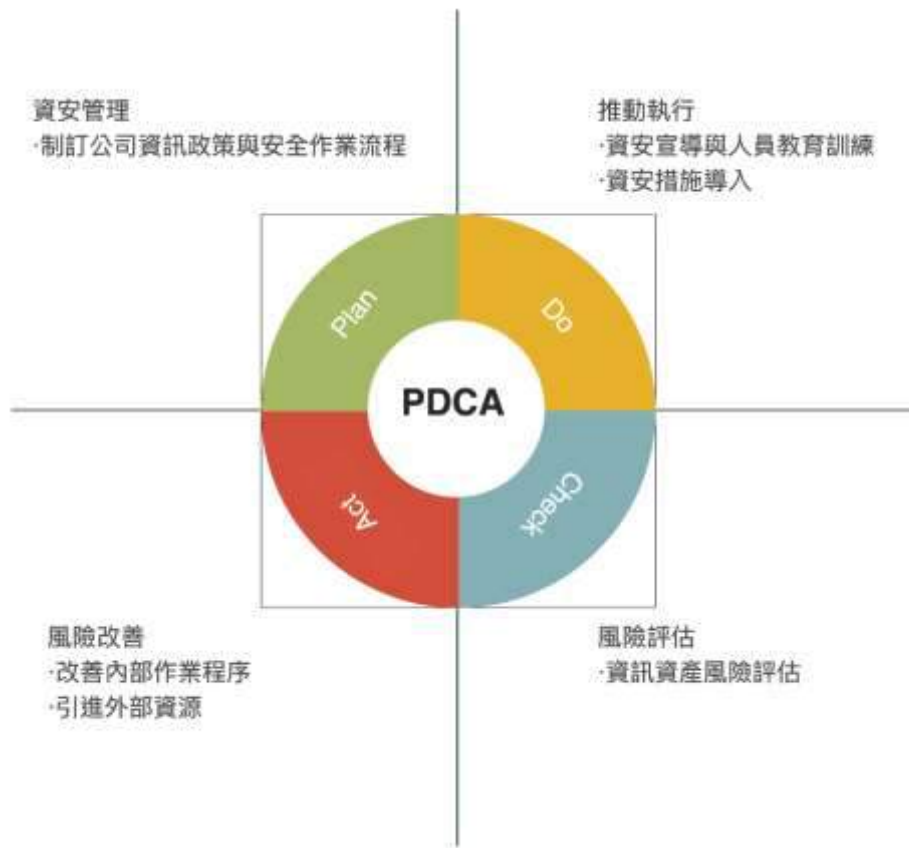 資安管理
·制訂公司資訊政策與安全作業流程
推動執行
·資安宣導與人員教育訓練
·資安措施導入
Plan
Do
PDCA
Act
Check
風險改善
·改善內部作業程序
·引進外部資源
風險評估
·資訊資產風險評估